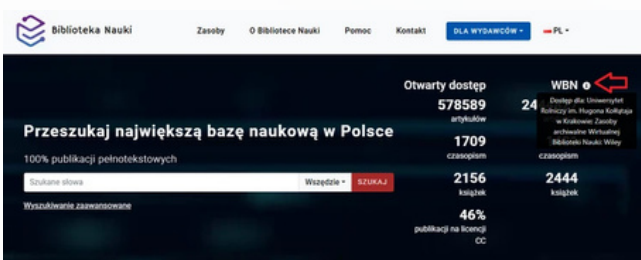 Biblioteka Nauki
Zasoby
O Bibliotece Nauki
Pomoc
Kontakt
DLA WYDAWCÓW
PL
Otwarty dostęp
578589
artykułów
1709
czasopism
2156
książek
46%
publikacji na licencji
CC
WBN
24
Dostęp dla: Uniwersytet
Rolniczy im. Hugona Kołłątaja
w Krakowie: Zasoby
archiwalne Wirtualnej
Biblioteki Nauki: Wiley
czasopism
2444
książek
Przeszukaj największą bazę naukową w Polsce
100% publikacji pełnotekstowych
Szukane słowa
Wszędzie
SZUKAJ
Wyszukiwanie zaawansowane